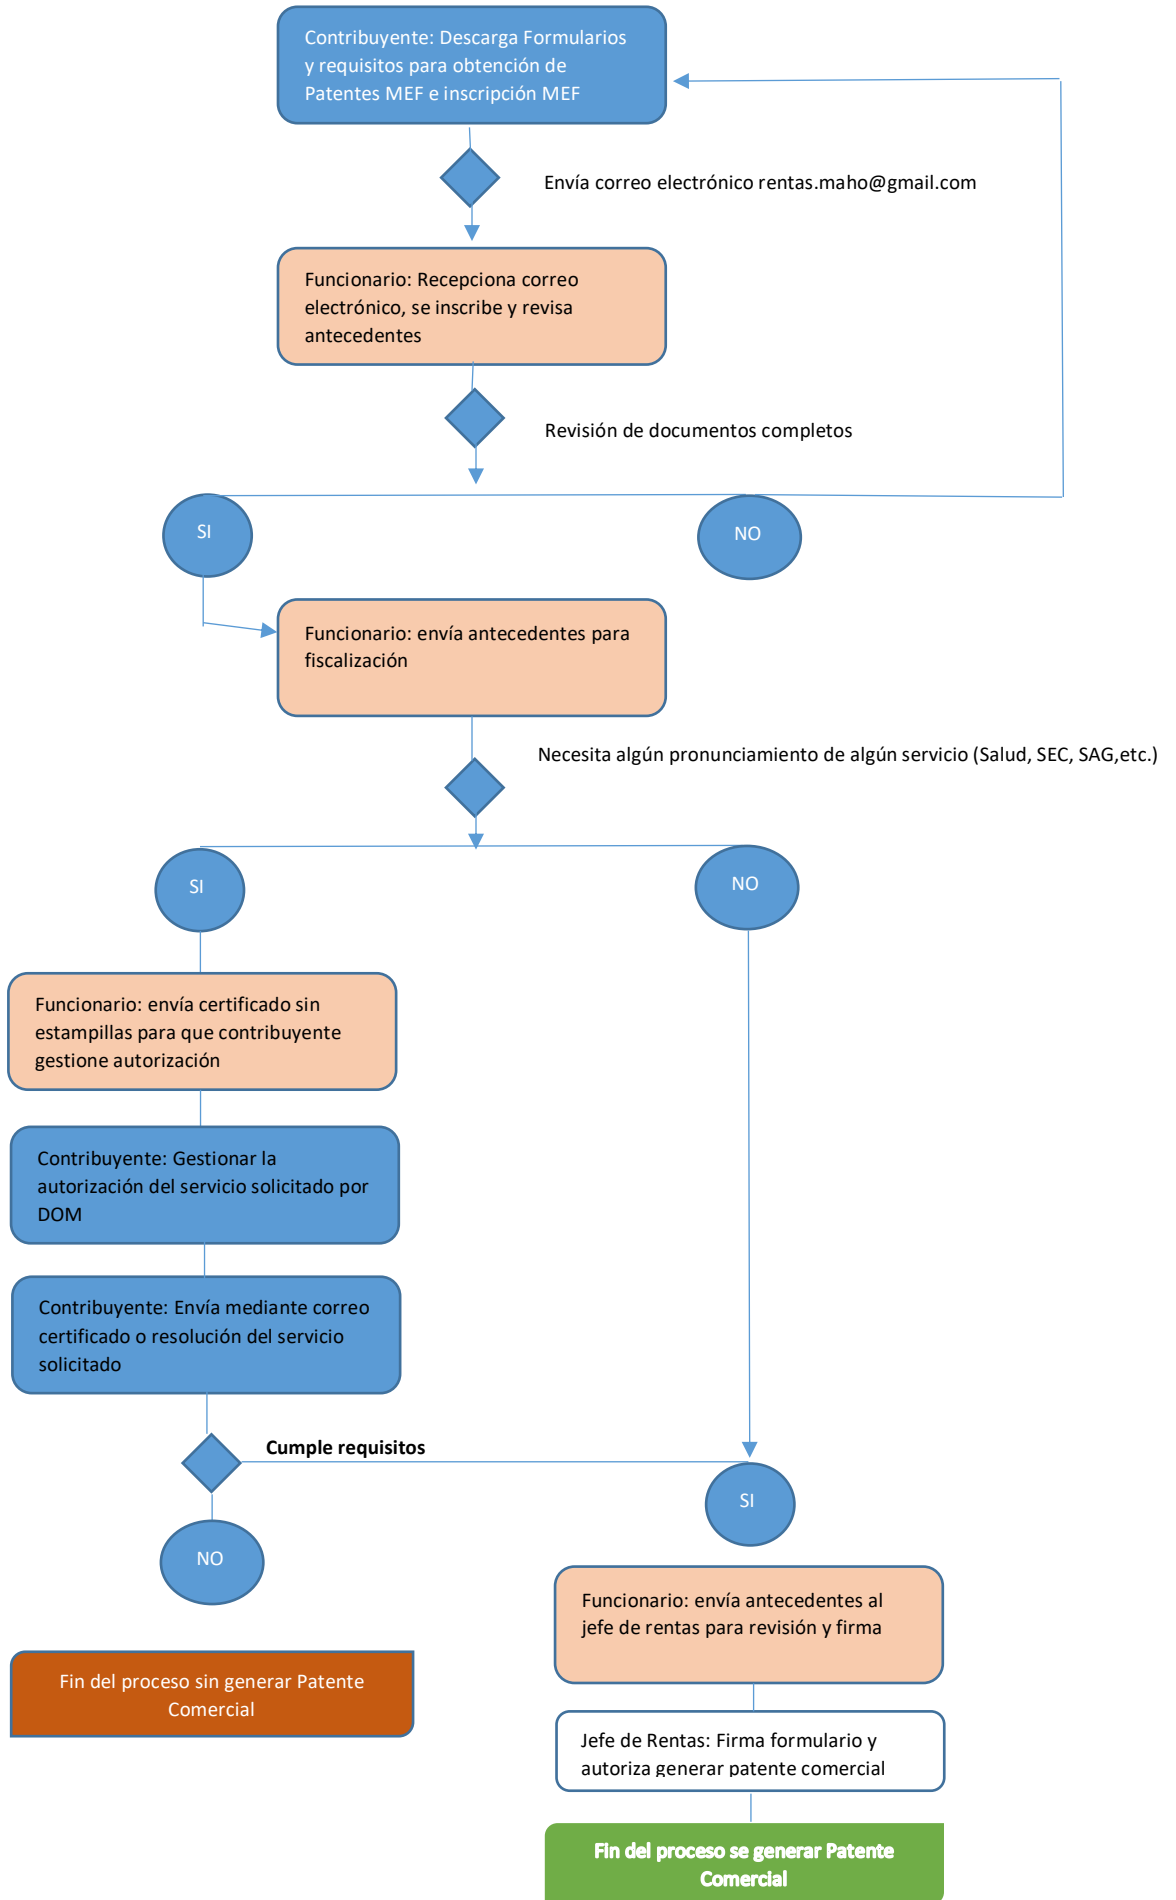 Contribuyente: Descarga Formularios
y requisitos para obtención de
Patentes MEF e inscripción MEF
Envía correo electrónico rentas.maho@gmail.com
Funcionario: Recepciona correo
electrónico, se inscribe y revisa
antecedentes
Revisión de documentos completos
SI
NO
Funcionario: envía antecedentes para
fiscalización
Necesita algún pronunciamiento de algún servicio (Salud, SEC, SAG,etc.)
SI
NO
Funcionario: envía certificado sin
estampillas para que contribuyente
gestione autorización
Contribuyente: Gestionar la
autorización del servicio solicitado por
DOM
Contribuyente: Envía mediante correo
certificado o resolución del servicio
solicitado
Cumple requisitos
SI
NO
Funcionario: envía antecedentes al
jefe de rentas para revisión y firma
Fin del proceso sin generar Patente
Comercial
Jefe de Rentas: Firma formulario y
autoriza generar patente comercial
Fin del proceso se generar Patente
Comercial